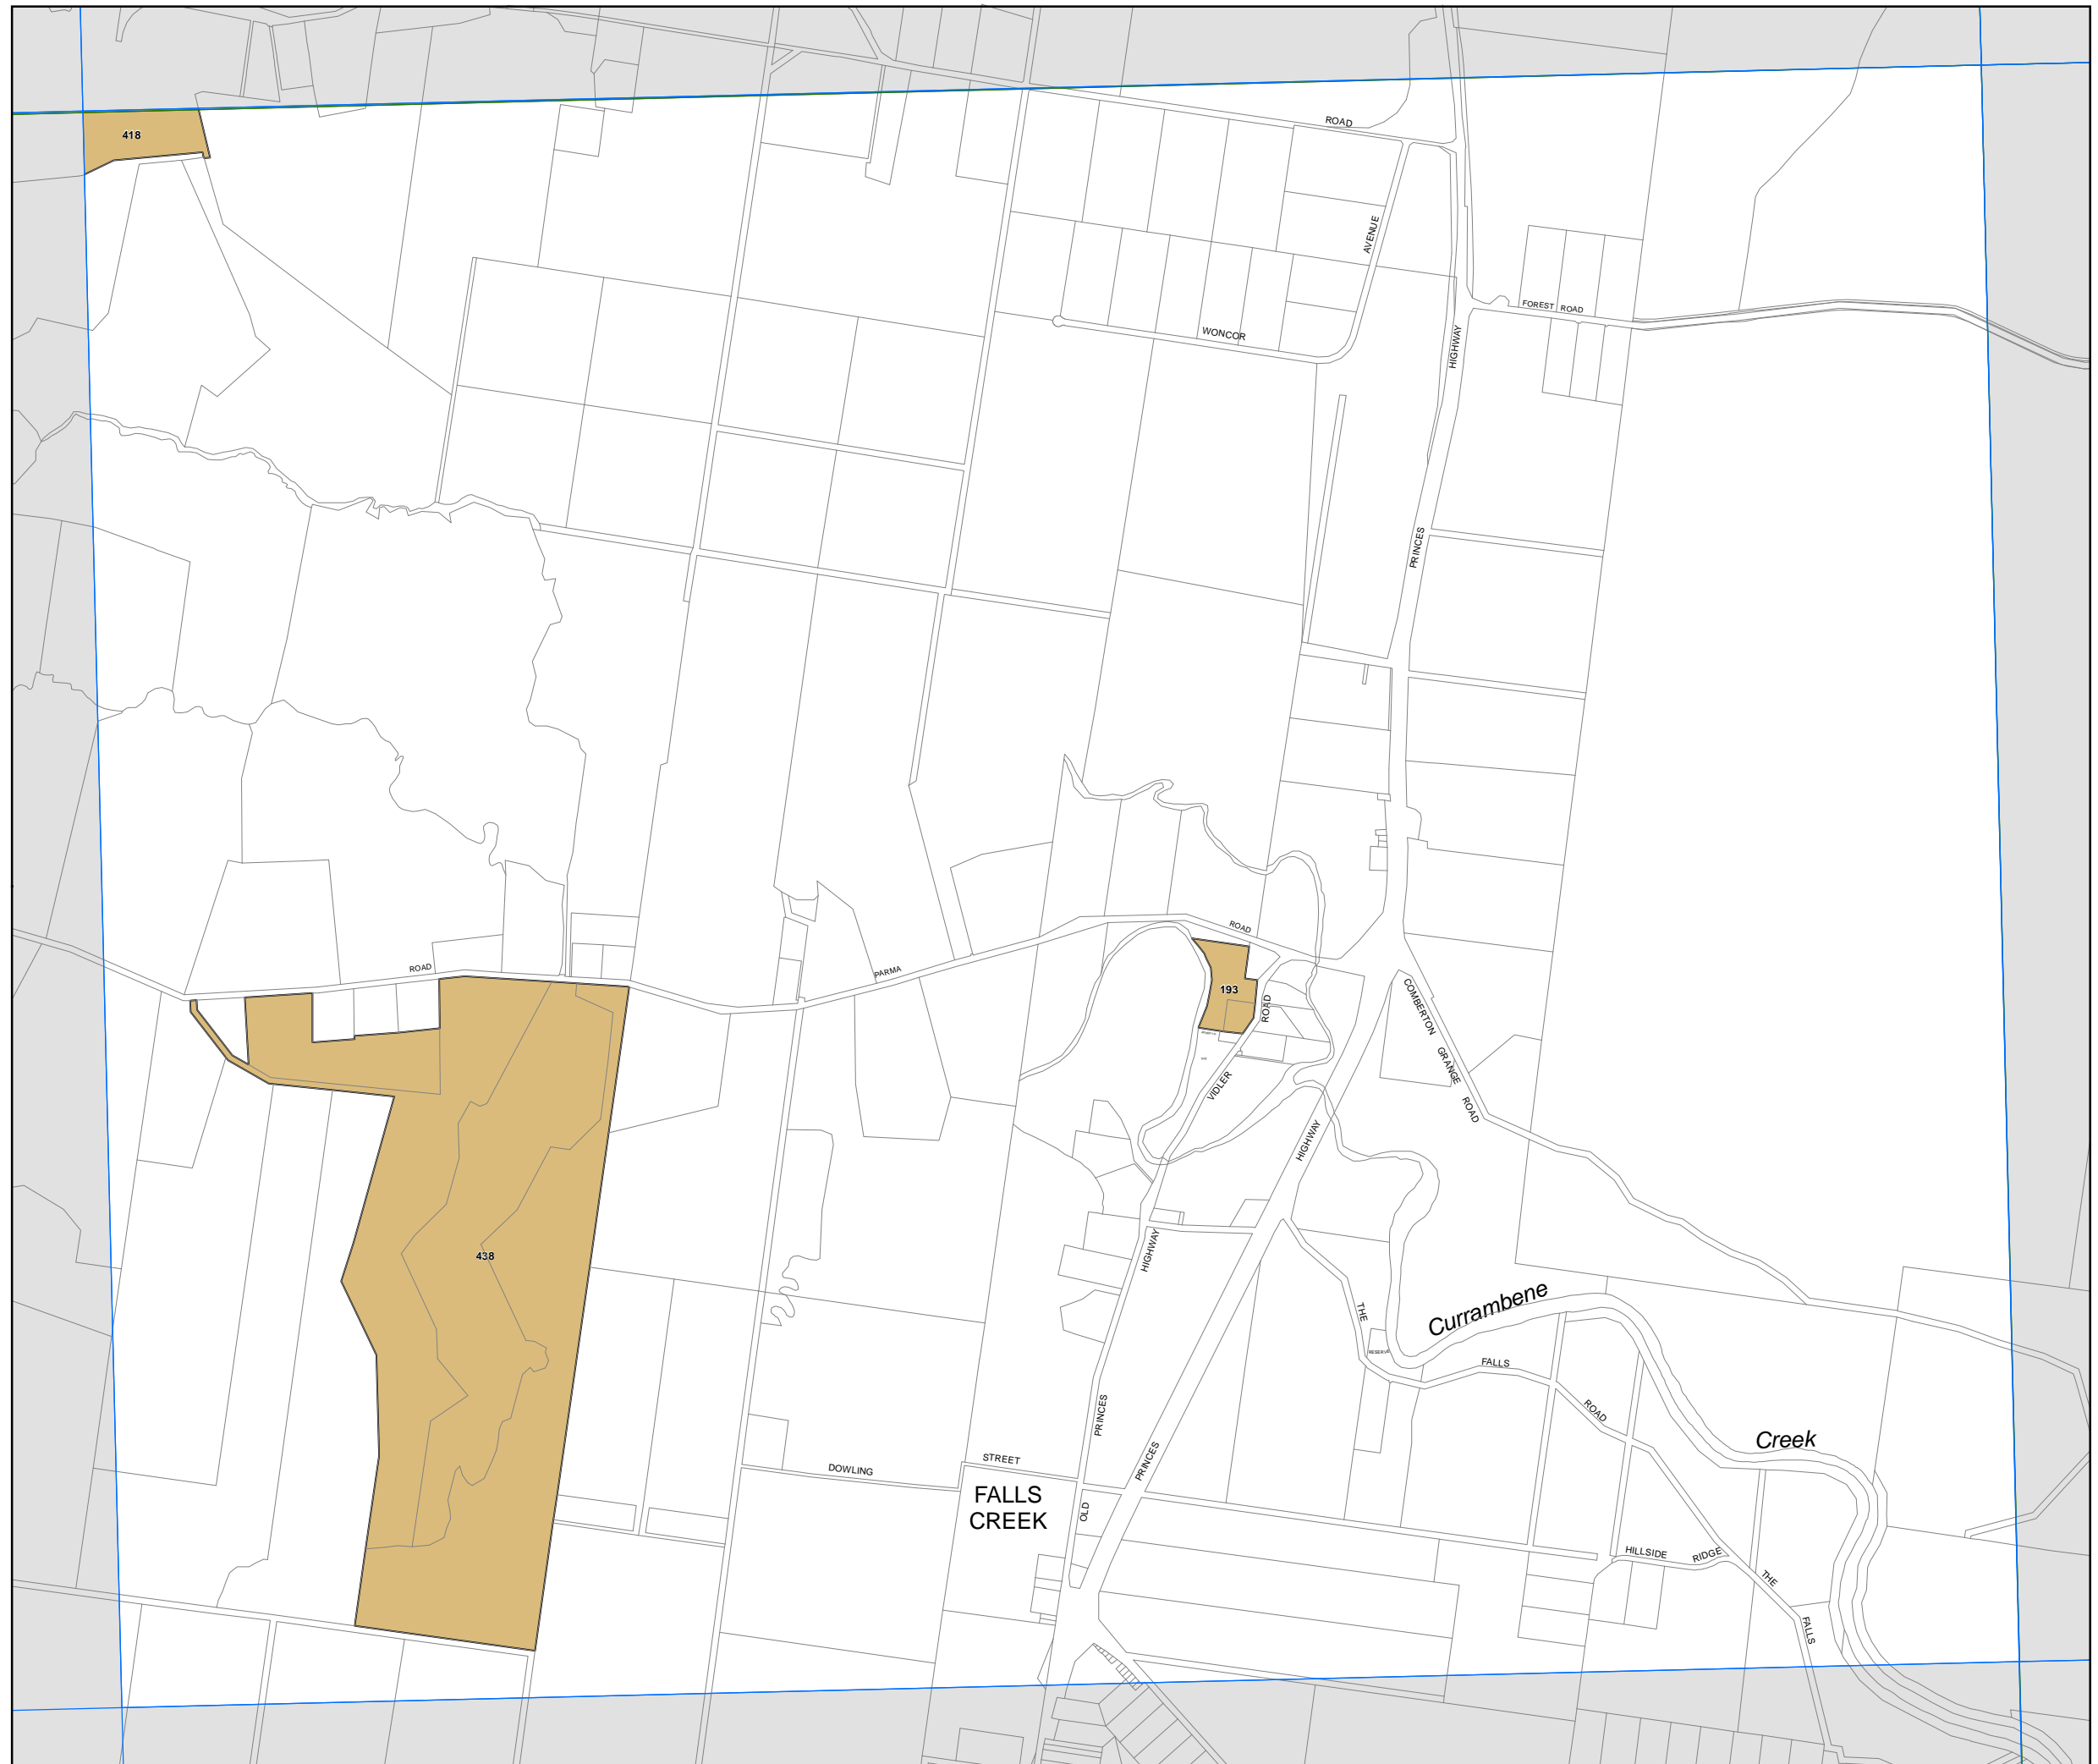 418
ROAD
AVENUE
WONCOR
FOREST ROAD
HIGHWAY
PRINCES
ROAD
ROAD
PARMA
193
ROAD
VIDLER
COMBERTON GRANGE ROAD
HIGHWAY
438
HIGHWAY
THE
Currambene
RESERVE
FALLS
ROAD
PRINCES
Creek
STREET
DOWLING
PRINCES
FALLS
CREEK
OLD
HILLSIDE
RIDGE
THE
FALLS